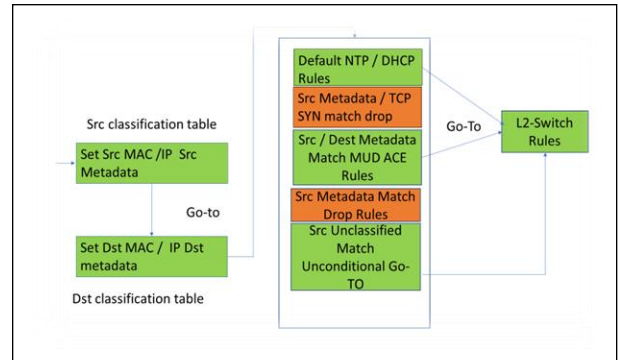 Src classification table
Set Src MAC /IP Src
Metadata
Go-to
Set Dst MAC / IP Dst
metadata
Dst classification table
Default NTP / DHCP
Rules
Src Metadata / TCP
SYN match drop
Src / Dest Metadata
Match MUD ACE
Rules
Src Metadata Match
Drop Rules
Src Unclassified
Match
Unconditional Go-
TO
Go-To
L2-Switch
Rules